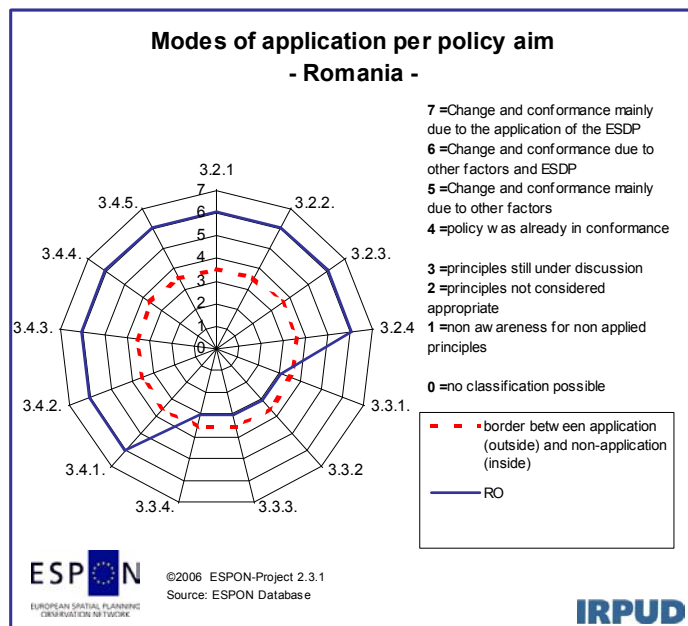 Modes of application per policy aim
- Romania -
7 =Change and conformance mainly
due to the application of the ESDP
6 =Change and conformance due to
other factors and ESDP
5 =Change and conformance mainly
due to other factors
4 =policy was already in conformance
3 =principles still under discussion
2 =principles not considered
appropriate
1 =non awareness for non applied
principles
0 =no classification possible
3.2.1
3.2.2.
3.2.3.
3.2.4
3.3.1.
3.3.2
3.3.3.
3.3.4.
3.4.1.
3.4.2.
3.4.3.
3.4.4.
3.4.5.
7
6
5
4
3
2
1
0
border between application
(outside) and non-application
(inside)
RO
ESPON
EUROPEAN SPATIAL PLANNING
OBSERVATION NETWORK
©2006 ESPON-Project 2.3.1
Source: ESPON Database
IRPUD